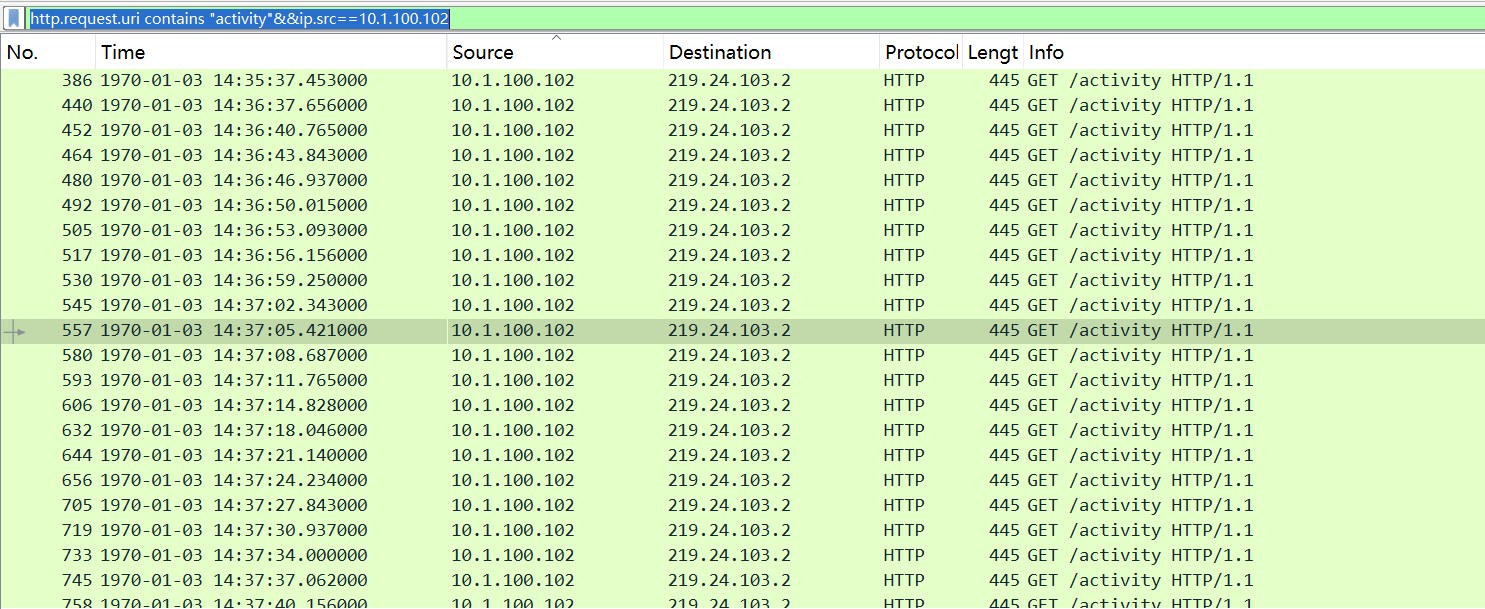 http.request.uri contains "activity"&&ip.src==10.1.100.102
No. Time Source Destination Protocol Lengt Info
386 1970-01-03 14:35:37.453000 10.1.100.102 219.24.103.2 HTTP 445 GET /activity HTTP/1.1
440 1970-01-03 14:36:37.656000 10.1.100.102 219.24.103.2 HTTP 445 GET /activity HTTP/1.1
452 1970-01-03 14:36:40.765000 10.1.100.102 219.24.103.2 HTTP 445 GET /activity HTTP/1.1
464 1970-01-03 14:36:43.843000 10.1.100.102 219.24.103.2 HTTP 445 GET /activity HTTP/1.1
480 1970-01-03 14:36:46.937000 10.1.100.102 219.24.103.2 HTTP 445 GET /activity HTTP/1.1
492 1970-01-03 14:36:50.015000 10.1.100.102 219.24.103.2 HTTP 445 GET /activity HTTP/1.1
505 1970-01-03 14:36:53.093000 10.1.100.102 219.24.103.2 HTTP 445 GET /activity HTTP/1.1
517 1970-01-03 14:36:56.156000 10.1.100.102 219.24.103.2 HTTP 445 GET /activity HTTP/1.1
530 1970-01-03 14:36:59.250000 10.1.100.102 219.24.103.2 HTTP 445 GET /activity HTTP/1.1
545 1970-01-03 14:37:02.343000 10.1.100.102 219.24.103.2 HTTP 445 GET /activity HTTP/1.1
557 1970-01-03 14:37:05.421000 10.1.100.102 219.24.103.2 HTTP 445 GET /activity HTTP/1.1
580 1970-01-03 14:37:08.687000 10.1.100.102 219.24.103.2 HTTP 445 GET /activity HTTP/1.1
593 1970-01-03 14:37:11.765000 10.1.100.102 219.24.103.2 HTTP 445 GET /activity HTTP/1.1
606 1970-01-03 14:37:14.828000 10.1.100.102 219.24.103.2 HTTP 445 GET /activity HTTP/1.1
632 1970-01-03 14:37:18.046000 10.1.100.102 219.24.103.2 HTTP 445 GET /activity HTTP/1.1
644 1970-01-03 14:37:21.140000 10.1.100.102 219.24.103.2 HTTP 445 GET /activity HTTP/1.1
656 1970-01-03 14:37:24.234000 10.1.100.102 219.24.103.2 HTTP 445 GET /activity HTTP/1.1
705 1970-01-03 14:37:27.843000 10.1.100.102 219.24.103.2 HTTP 445 GET /activity HTTP/1.1
719 1970-01-03 14:37:30.937000 10.1.100.102 219.24.103.2 HTTP 445 GET /activity HTTP/1.1
733 1970-01-03 14:37:34.000000 10.1.100.102 219.24.103.2 HTTP 445 GET /activity HTTP/1.1
745 1970-01-03 14:37:37.062000 10.1.100.102 219.24.103.2 HTTP 445 GET /activity HTTP/1.1
758 1970-01-03 14:37:40.156000 10.1.100.102 219.24.103.2 HTTP 445 GET /activity HTTP/1.1